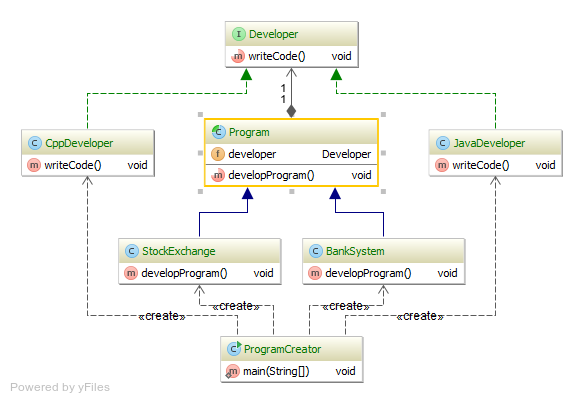 I Developer
m writeCode() void
1
1
C CppDeveloper
m writeCode() void
C Program
f developer Developer
m developProgram() void
C JavaDeveloper
m writeCode() void
C StockExchange
m developProgram() void
C BankSystem
m developProgram() void
«create»
«create»
«create»
«create»
C ProgramCreator
m main(String[]) void
Powered by yFiles